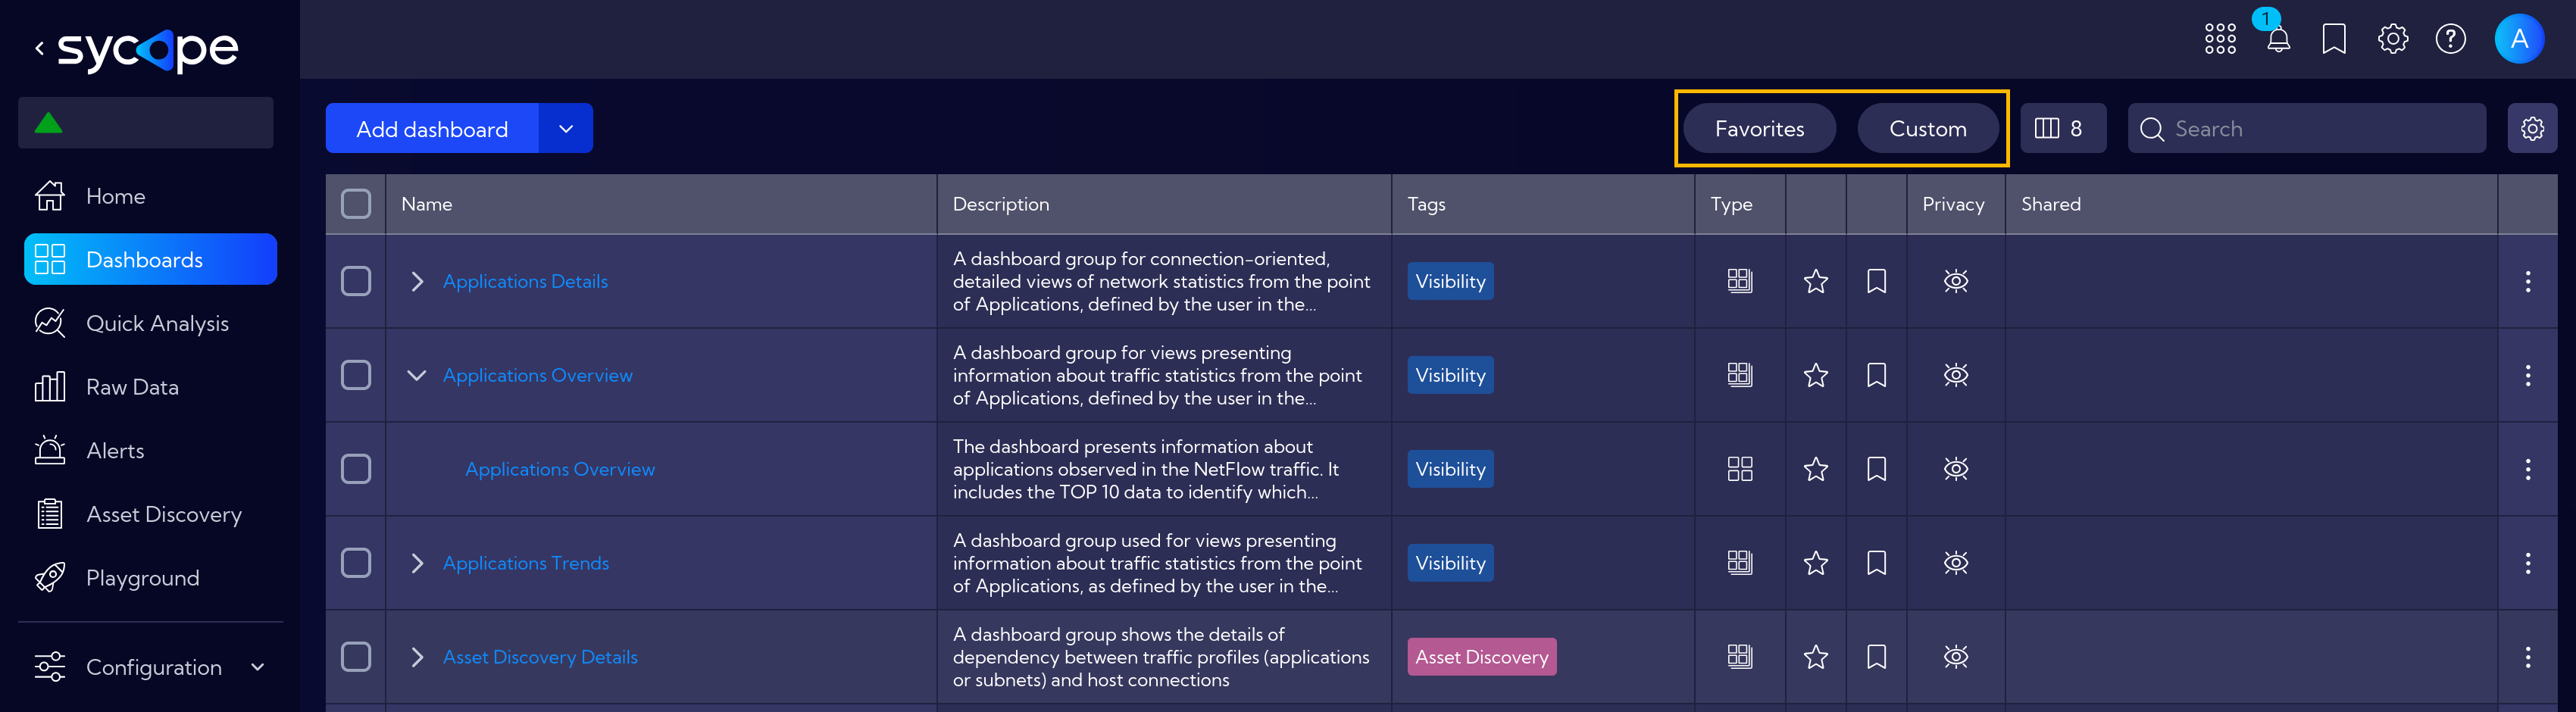 sycope
1
A
Add dashboard
Favorites
Custom
8
Search
Home
Dashboards
Quick Analysis
Raw Data
Alerts
Asset Discovery
Playground
Configuration
Name
Description
Tags
Type
Privacy
Shared
Applications Details
A dashboard group for connection-oriented,
detailed views of network statistics from the point
of Applications, defined by the user in the...
Visibility
Applications Overview
A dashboard group for views presenting
information about traffic statistics from the point
of Applications, defined by the user in the...
Visibility
Applications Overview
The dashboard presents information about
applications observed in the NetFlow traffic. It
includes the TOP 10 data to identify which...
Visibility
Applications Trends
A dashboard group used for views presenting
information about traffic statistics from the point
of Applications, as defined by the user in the...
Visibility
Asset Discovery Details
A dashboard group shows the details of
dependency between traffic profiles (applications
or subnets) and host connections
Asset Discovery